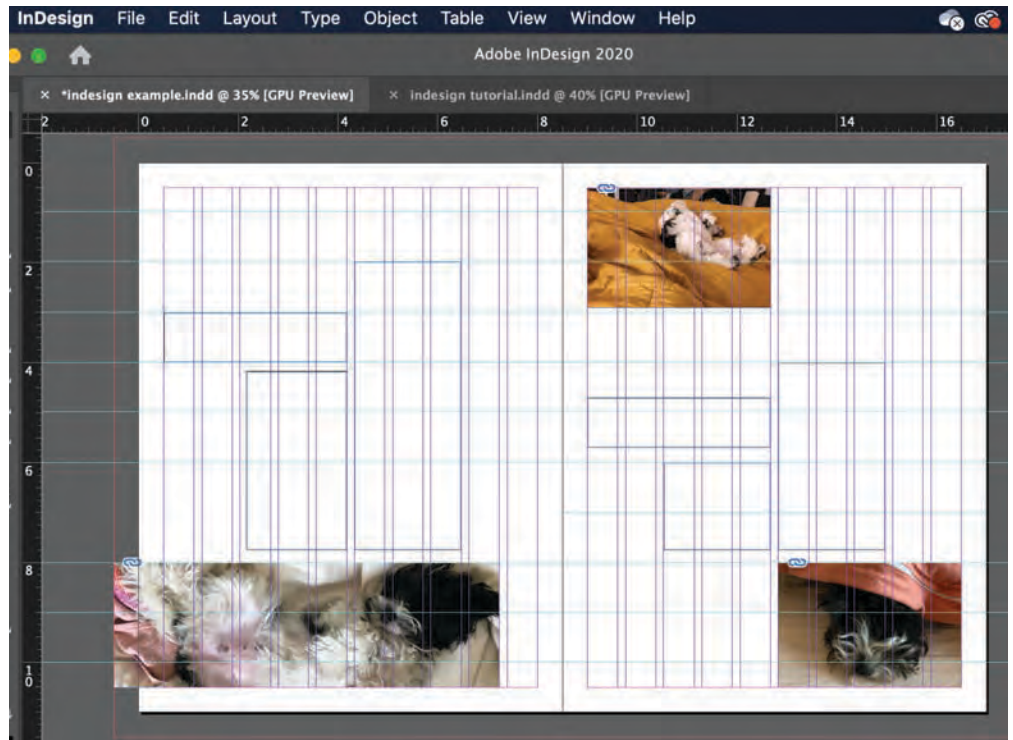 InDesign File Edit Layout Type Object Table View Window Help
Adobe InDesign 2020
× *indesign example.indd @ 35% [GPU Preview] × indesign tutorial.indd @ 40% [GPU Preview]
2 0 2 4 6 8 10 12 14 16
0
2
4
6
8
1
0